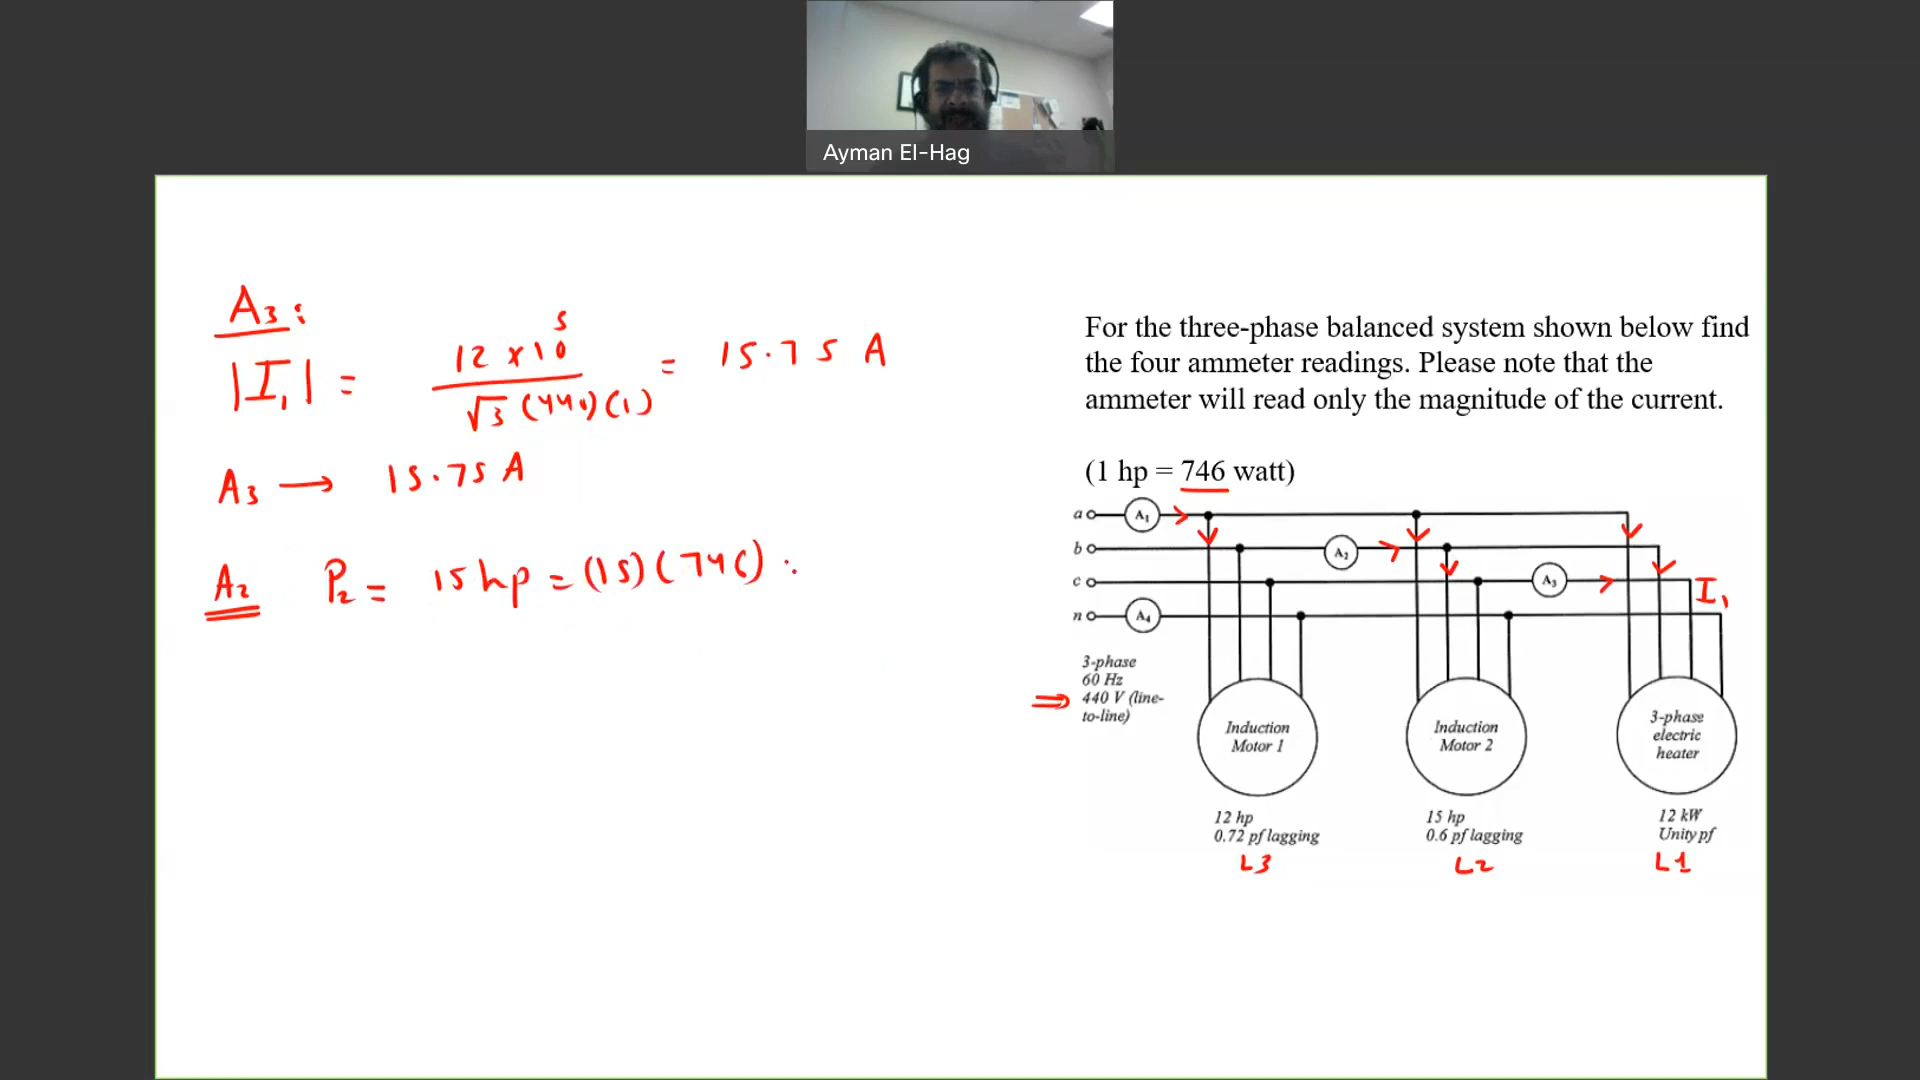 Ayman El-Hag
A3:
|I1| = 12 × 10^3 / √3 (440)(1) = 15.75 A
A3 → 15.75 A
A2 P2 = 15 hp = (15)(746) :
For the three-phase balanced system shown below find
the four ammeter readings. Please note that the
ammeter will read only the magnitude of the current.
(1 hp = 746 watt)
a A1
b A2
c A3 I1
n A4
3-phase
60 Hz
⇒ 440 V (line-
to-line)
Induction
Motor 1
12 hp
0.72 pf lagging
L3
Induction
Motor 2
15 hp
0.6 pf lagging
L2
3-phase
electric
heater
12 kW
Unity pf
L1